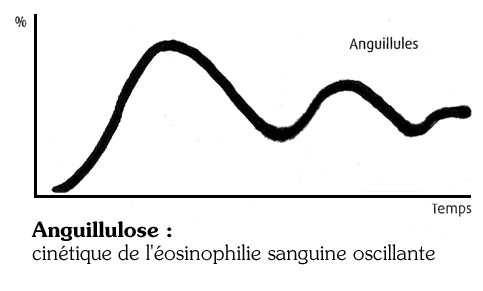 %
Anguillules
Temps
Anguillulose :
cinétique de l'éosinophilie sanguine oscillante